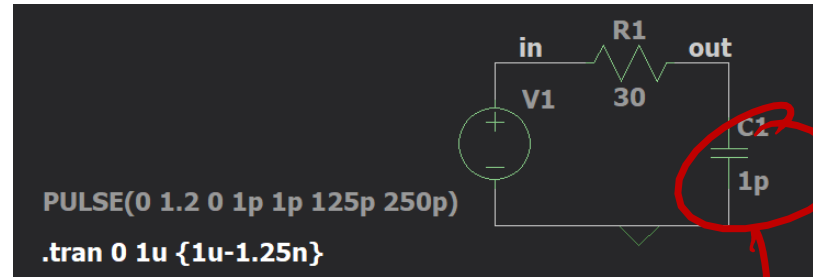 R1
in
out
V1
30
C1
1p
PULSE(0 1.2 0 1p 1p 125p 250p)
.tran 0 1u {1u-1.25n}